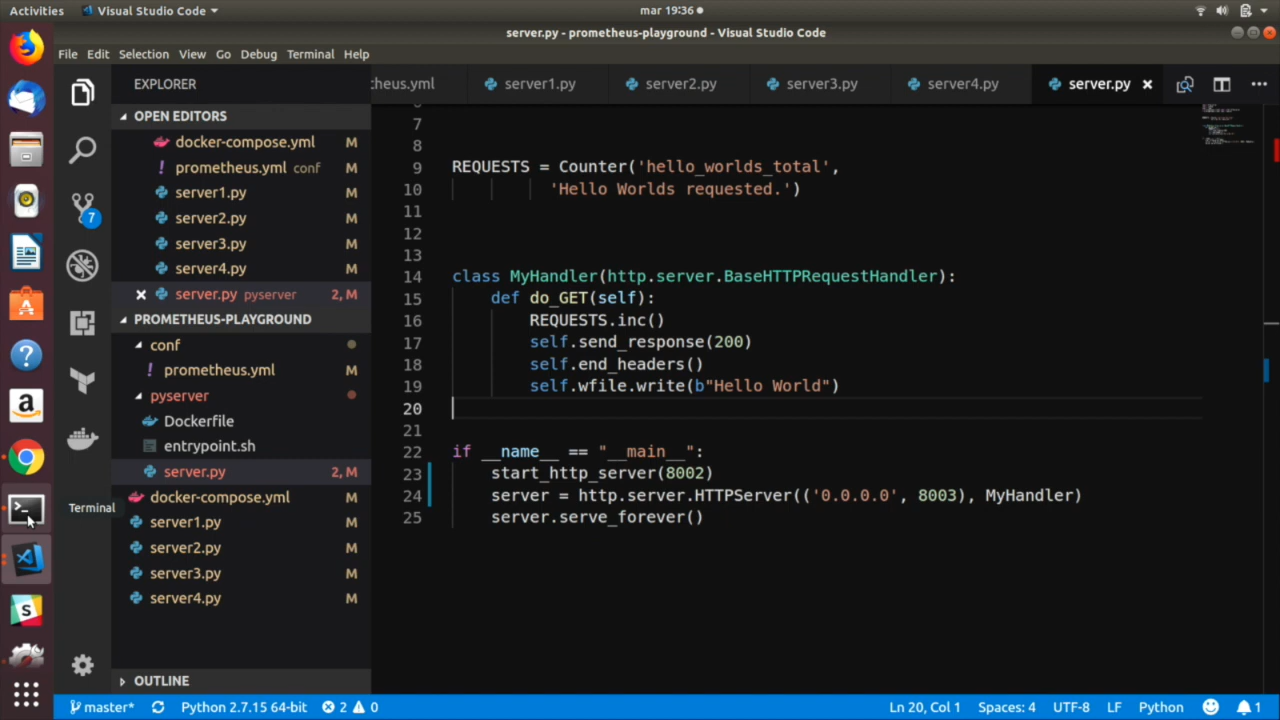 Activities
Visual Studio Code
mar 19:36
server.py - prometheus-playground - Visual Studio Code
File Edit Selection View Go Debug Terminal Help
EXPLORER
theus.yml
server1.py
server2.py
server3.py
server4.py
server.py
OPEN EDITORS
docker-compose.yml M
prometheus.yml conf M
server1.py M
server2.py M
server3.py M
server4.py M
server.py pyserver 2, M
PROMETHEUS-PLAYGROUND
conf
prometheus.yml M
pyserver
Dockerfile
entrypoint.sh
server.py 2, M
docker-compose.yml M
server1.py M
server2.py M
server3.py M
server4.py M
OUTLINE
7
Terminal
7
8
9 REQUESTS = Counter('hello_worlds_total',
10 'Hello Worlds requested.')
11
12
13
14 class MyHandler(http.server.BaseHTTPRequestHandler):
15 def do_GET(self):
16 REQUESTS.inc()
17 self.send_response(200)
18 self.end_headers()
19 self.wfile.write(b"Hello World")
20
21
22 if __name__ == "__main__":
23 start_http_server(8002)
24 server = http.server.HTTPServer(('0.0.0.0', 8003), MyHandler)
25 server.serve_forever()
master* Python 2.7.15 64-bit 2 0 Ln 20, Col 1 Spaces: 4 UTF-8 LF Python 1